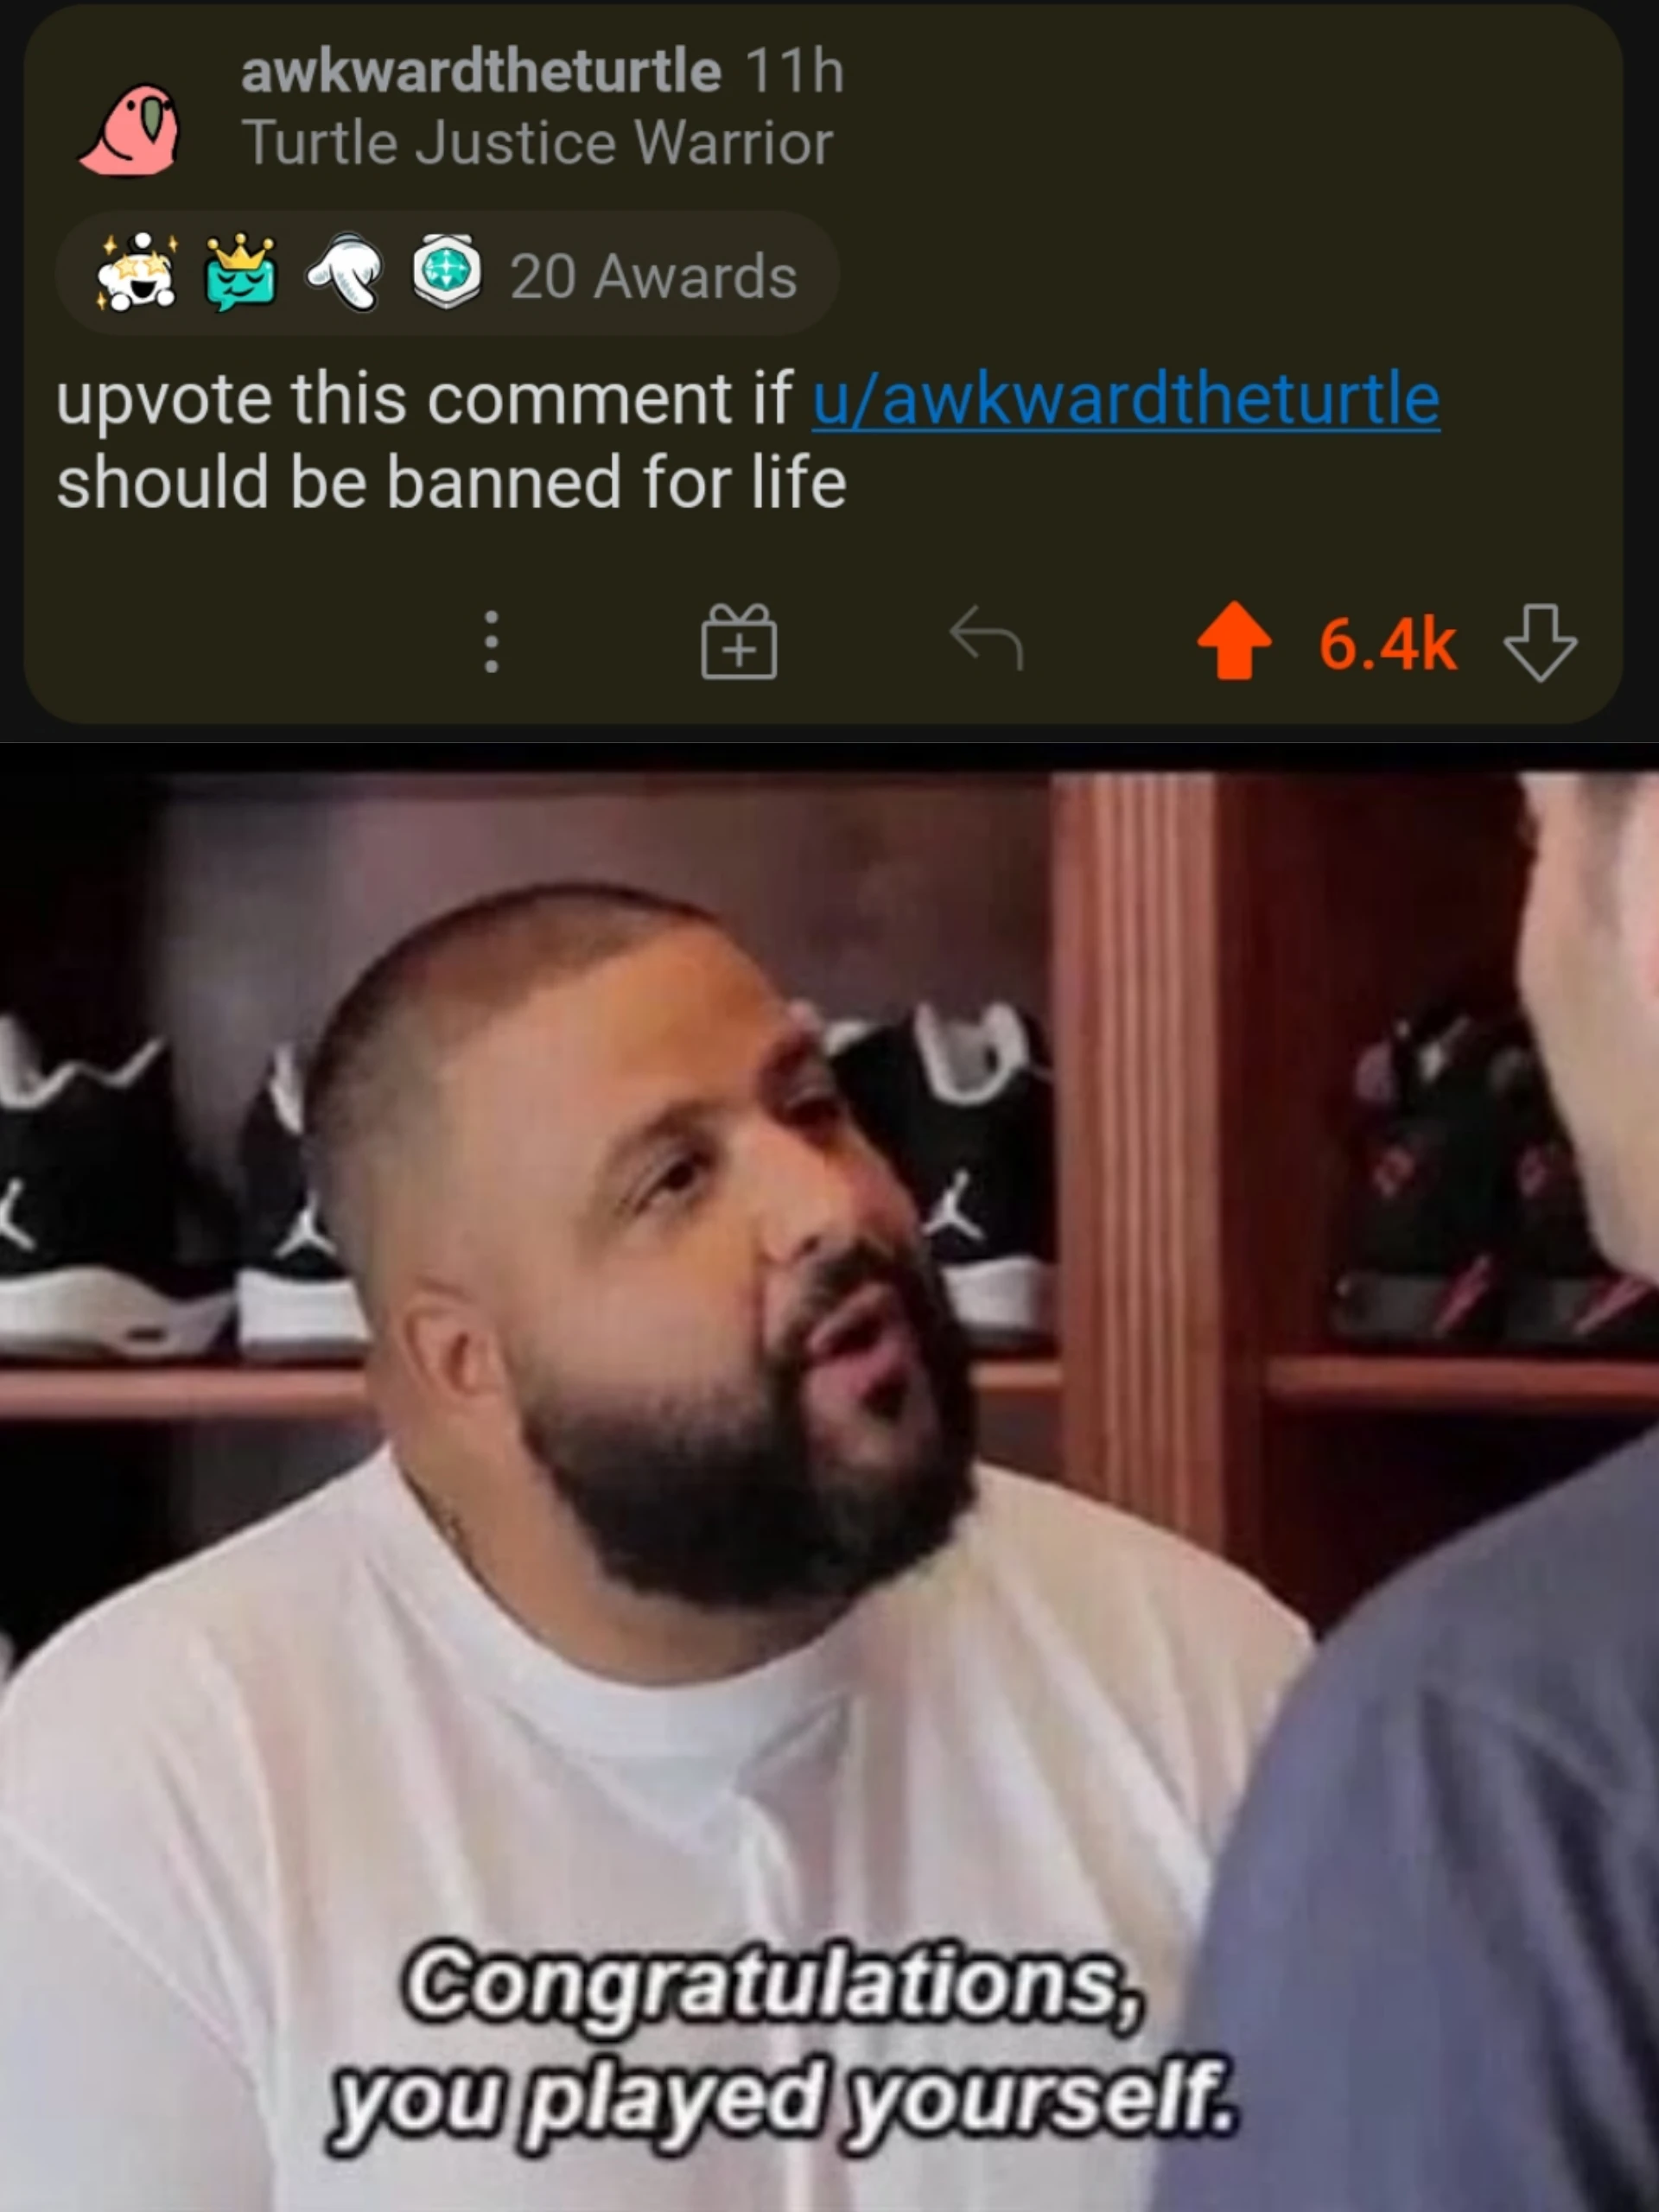 awkwardtheturtle 11h
Turtle Justice Warrior
20 Awards
upvote this comment if u/awkwardtheturtle
should be banned for life
6.4k
Congratulations,
you played yourself.